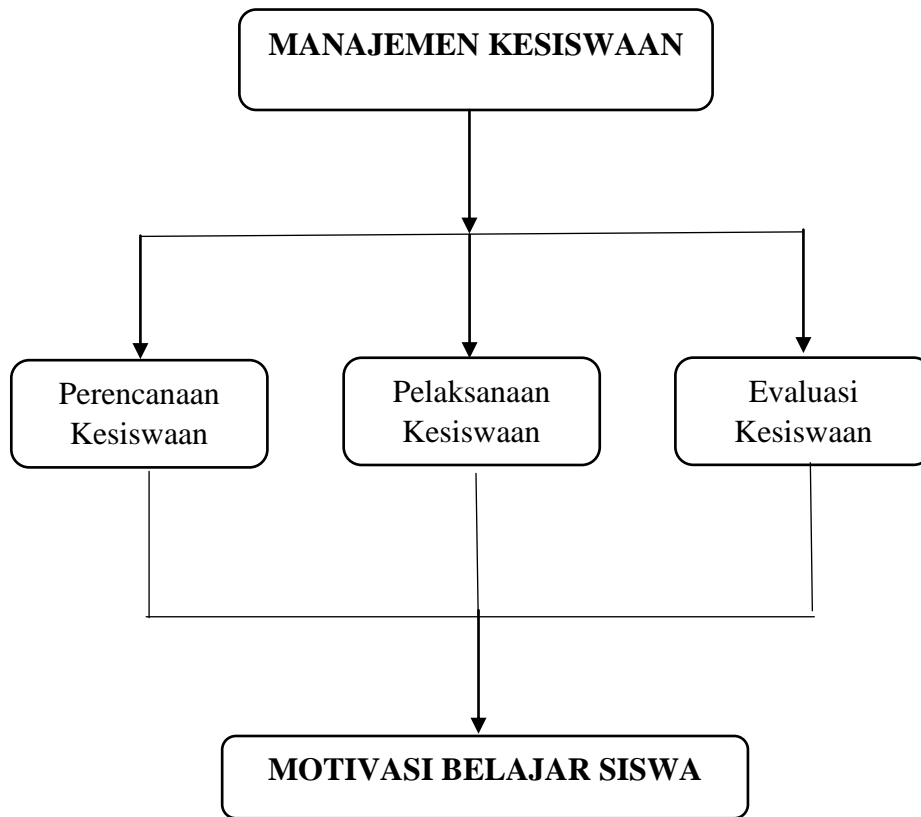 MANAJEMEN KESISWAAN
Perencanaan
Kesiswaan
Pelaksanaan
Kesiswaan
Evaluasi
Kesiswaan
MOTIVASI BELAJAR SISWA